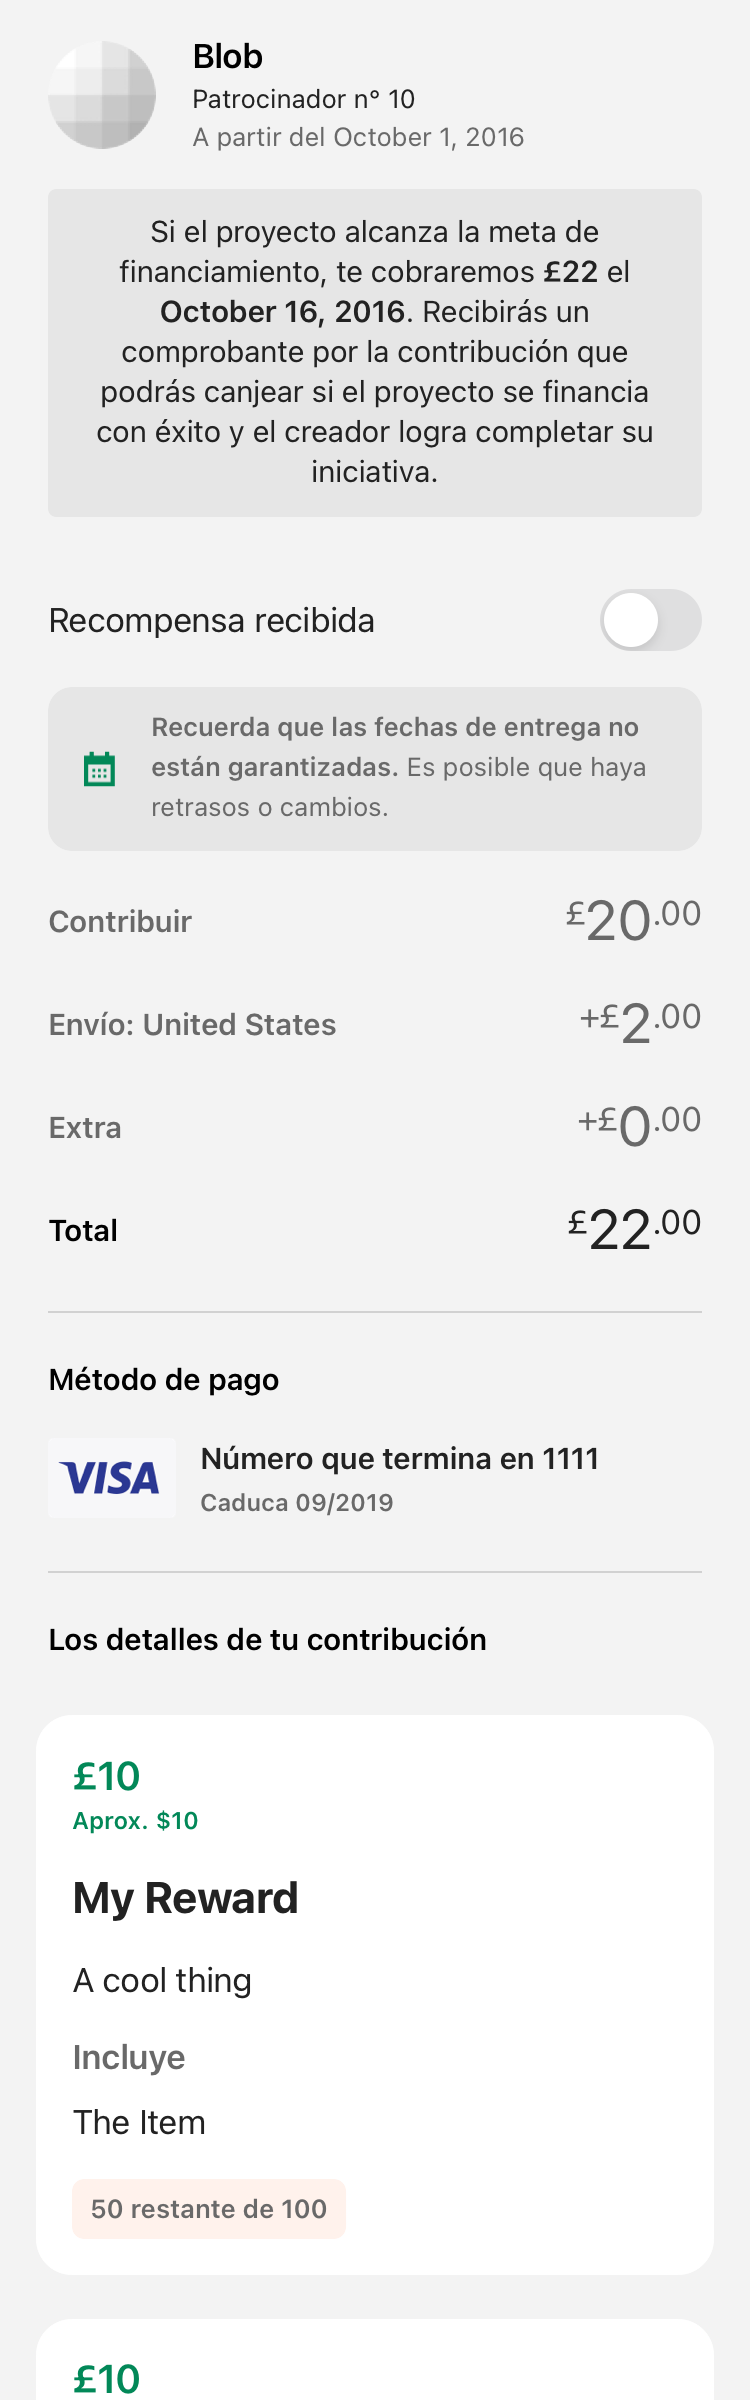 Blob
Patrocinador n° 10
A partir del October 1, 2016
Si el proyecto alcanza la meta de
financiamiento, te cobraremos £22 el
October 16, 2016. Recibirás un
comprobante por la contribución que
podrás canjear si el proyecto se financia
con éxito y el creador logra completar su
iniciativa.
Recompensa recibida
Recuerda que las fechas de entrega no
están garantizadas. Es posible que haya
retrasos o cambios.
Contribuir £20.00
Envío: United States +£2.00
Extra +£0.00
Total £22.00
Método de pago
VISA
Número que termina en 1111
Caduca 09/2019
Los detalles de tu contribución
£10
Aprox. $10
My Reward
A cool thing
Incluye
The Item
50 restante de 100
£10